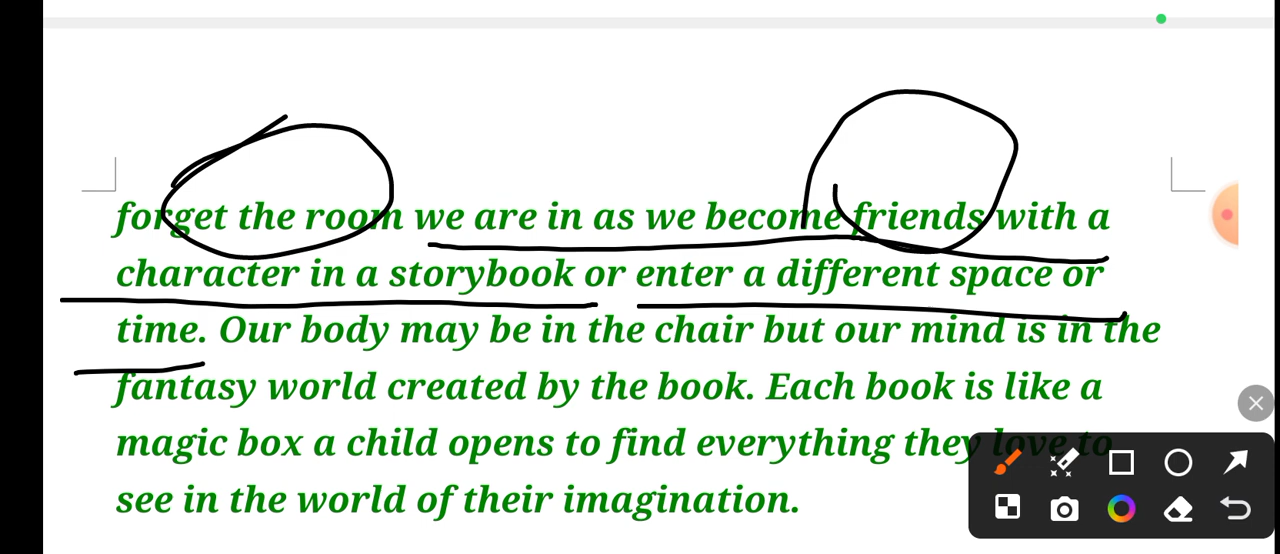 forget the room we are in as we become friends with a
character in a storybook or enter a different space or
time. Our body may be in the chair but our mind is in the
fantasy world created by the book. Each book is like a
magic box a child opens to find everything they love to
see in the world of their imagination.